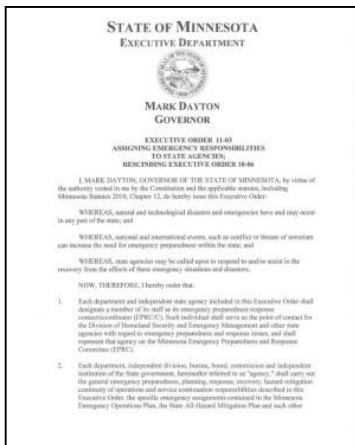 STATE OF MINNESOTA
EXECUTIVE DEPARTMENT
MARK DAYTON
GOVERNOR
EXECUTIVE ORDER 11-03
ASSIGNING EMERGENCY RESPONSIBILITIES
TO STATE AGENCIES;
RESCINDING EXECUTIVE ORDER 10-06
I, MARK DAYTON, GOVERNOR OF THE STATE OF MINNESOTA, by virtue of
the authority vested in me by the Constitution and the applicable statutes, including
Minnesota Statutes 2010, Chapter 12, do hereby issue this Executive Order:
WHEREAS, natural and technological disasters and emergencies have and may occur
in any part of the state; and
WHEREAS, national and international events, such as conflict or threats of terrorism
can increase the need for emergency preparedness within the state; and
WHEREAS, state agencies may be called upon to respond to and/or assist in the
recovery from the effects of these emergency situations and disasters;
NOW, THEREFORE, I hereby order that:
1. Each department and independent state agency included in this Executive Order shall
designate a member of its staff as its emergency preparedness response
contact/coordinator (EPRC/C). Such individual shall serve as the point of contact for
the Division of Homeland Security and Emergency Management and other state
agencies with regard to emergency preparedness and response issues, and shall
represent that agency on the Minnesota Emergency Preparedness and Response
Committee (EPRC).
2. Each department, independent division, bureau, board, commission and independent
institution of the State government, hereinafter referred to as "agency," shall carry out
the general emergency preparedness, planning, response, recovery, hazard mitigation
continuity of operations and service continuation responsibilities described in this
Executive Order, the specific emergency assignments contained in the Minnesota
Emergency Operations Plan, the State All-Hazard Mitigation Plan and such other